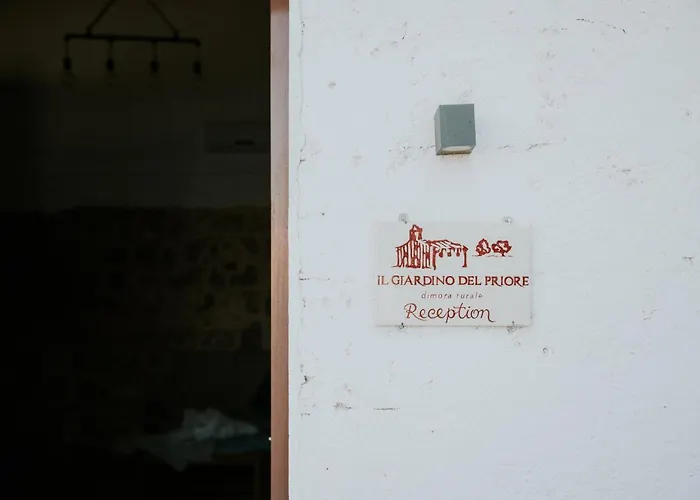 IL GIARDINO DEL PRIORE
dimora rurale
Reception